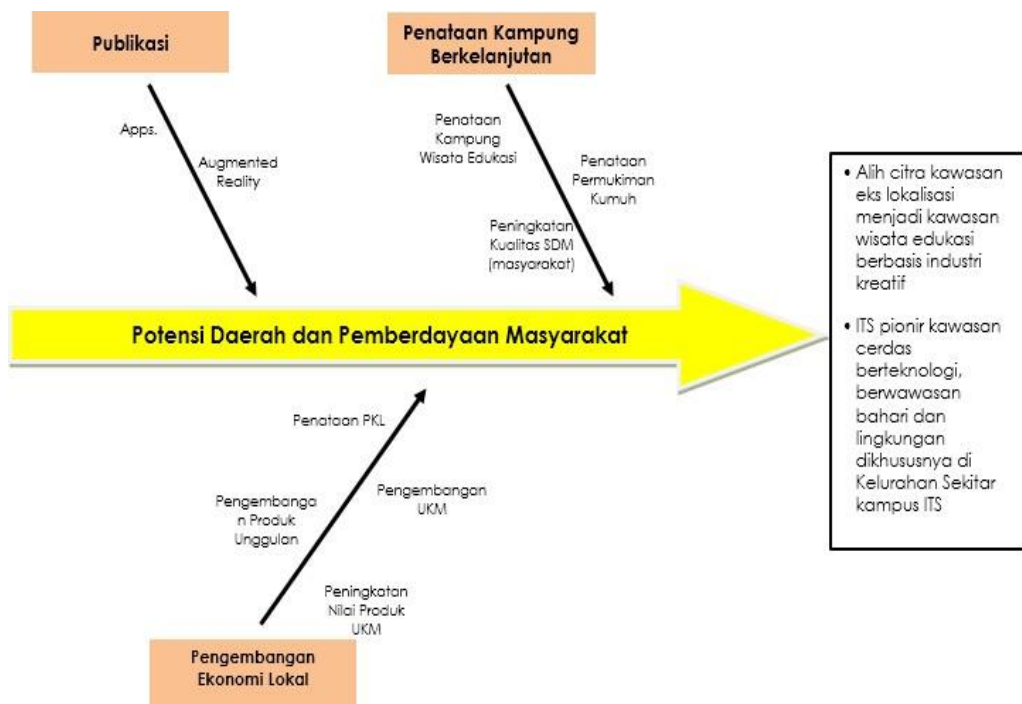 Publikasi
Penataan Kampung
Berkelanjutan
Apps.
Augmented
Reality
Penataan
Kampung
Wisata Edukasi
Penataan
Permukiman
Kumuh
Peningkatan
Kualitas SDM
(masyarakat)
Potensi Daerah dan Pemberdayaan Masyarakat
• Alih citra kawasan
eks lokalisasi
menjadi kawasan
wisata edukasi
berbasis industri
kreatif
• ITS pionir kawasan
cerdas
berteknologi,
berwawasan
bahari dan
lingkungan
dikhususnya di
Kelurahan Sekitar
kampus ITS
Penataan PKL
Pengembanga
n Produk
Unggulan
Pengembangan
UKM
Peningkatan
Nilai Produk
UKM
Pengembangan
Ekonomi Lokal